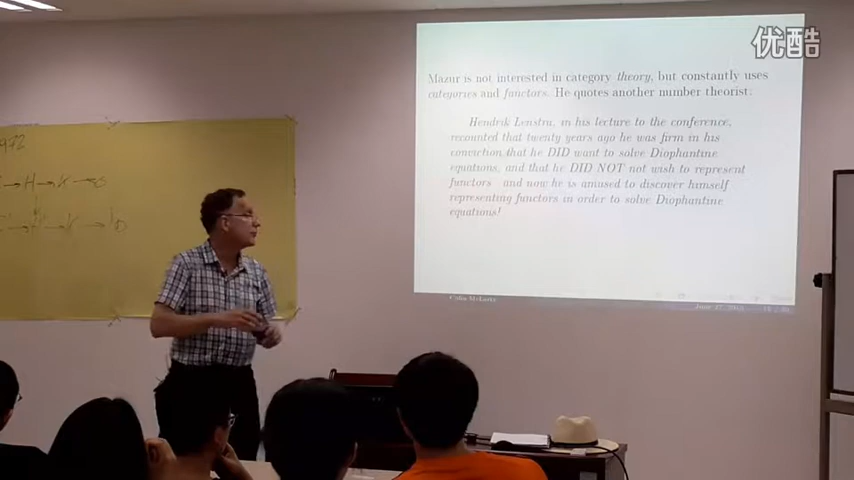 优酷
Mazur is not interested in category theory, but constantly uses
categories and functors. He quotes another number theorist:
Hendrik Lenstra, in his lecture to the conference,
recounted that twenty years ago he was firm in his
conviction that he DID want to solve Diophantine
equations, and that he DID NOT wish to represent
functors – and now he is amused to discover himself
representing functors in order to solve Diophantine
equations!
Colin McLarty